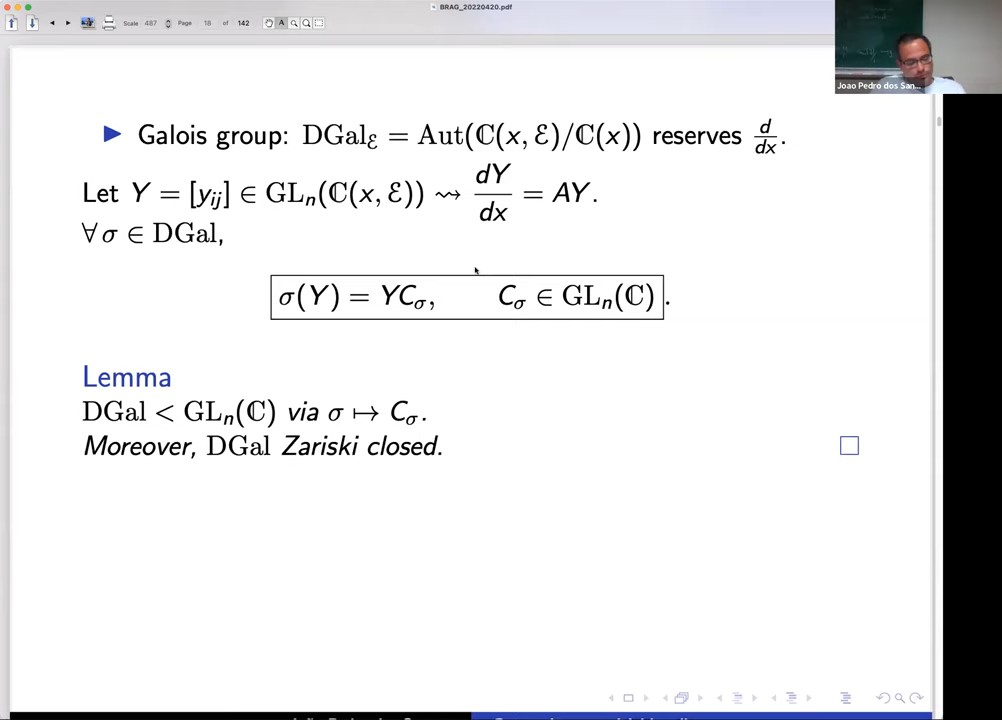 BRAG_20220420.pdf
Scale 487 Page 18 of 142
Joao Pedro dos San...
▶ Galois group: DGal_ℰ = Aut(ℂ(x, ℰ)/ℂ(x)) reserves d/dx.
Let Y = [y_ij] ∈ GL_n(ℂ(x, ℰ)) ⇝ dY/dx = AY.
∀ σ ∈ DGal,
σ(Y) = YC_σ, C_σ ∈ GL_n(ℂ).
Lemma
DGal < GL_n(ℂ) via σ ↦ C_σ.
Moreover, DGal Zariski closed.